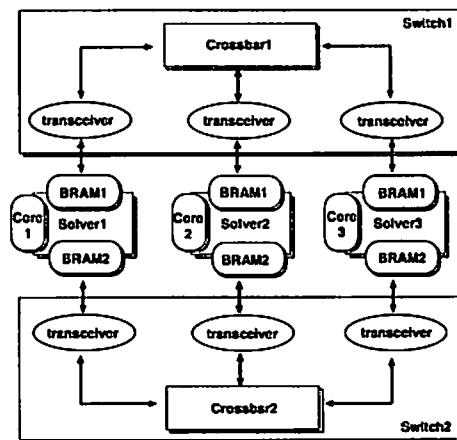 Switch1
Crossbar1
transceiver transceiver transceiver
BRAM1 BRAM1 BRAM1
Core 1 Solver1 Core 2 Solver2 Core 3 Solver3
BRAM2 BRAM2 BRAM2
transceiver transceiver transceiver
Crossbar2
Switch2